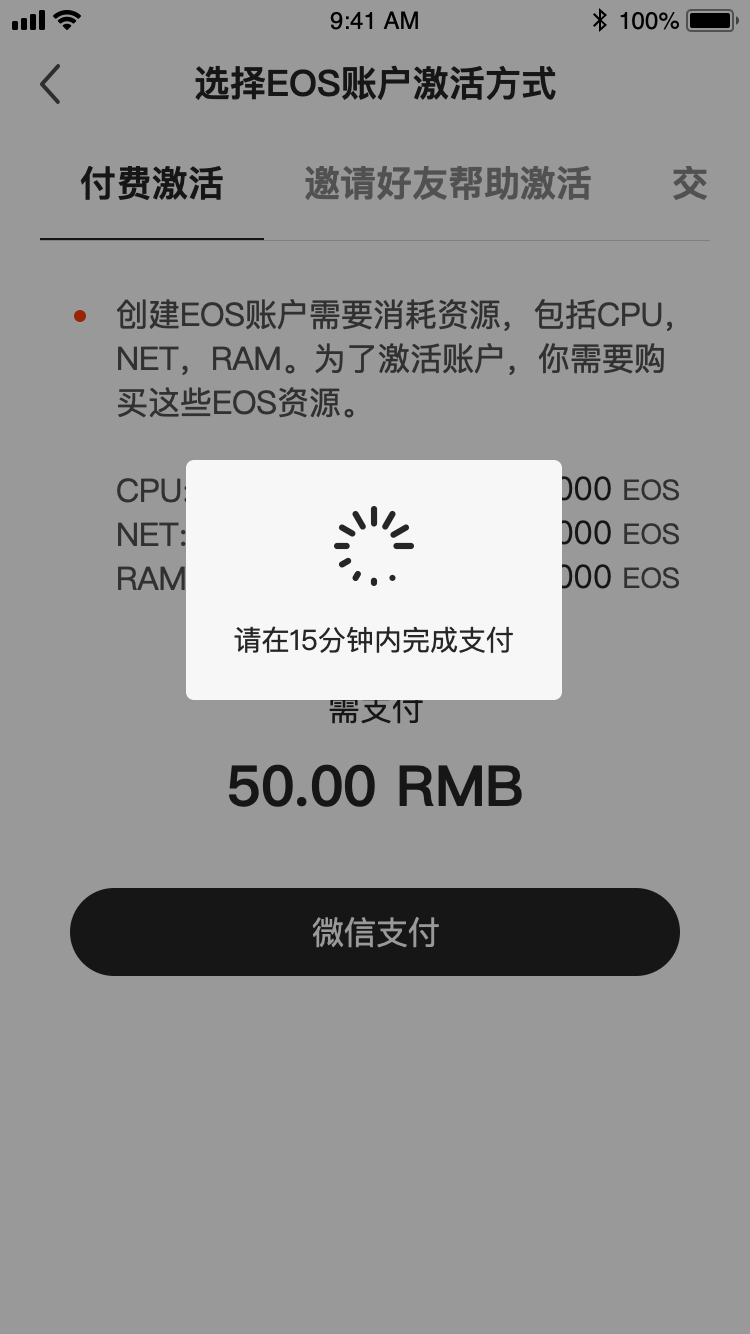 9:41 AM 100%
选择EOS账户激活方式
付费激活 邀请好友帮助激活 交
创建EOS账户需要消耗资源，包括CPU,
NET，RAM。为了激活账户，你需要购
买这些EOS资源。
CPU: 000 EOS
NET: 000 EOS
RAM 000 EOS
请在15分钟内完成支付
需支付
50.00 RMB
微信支付